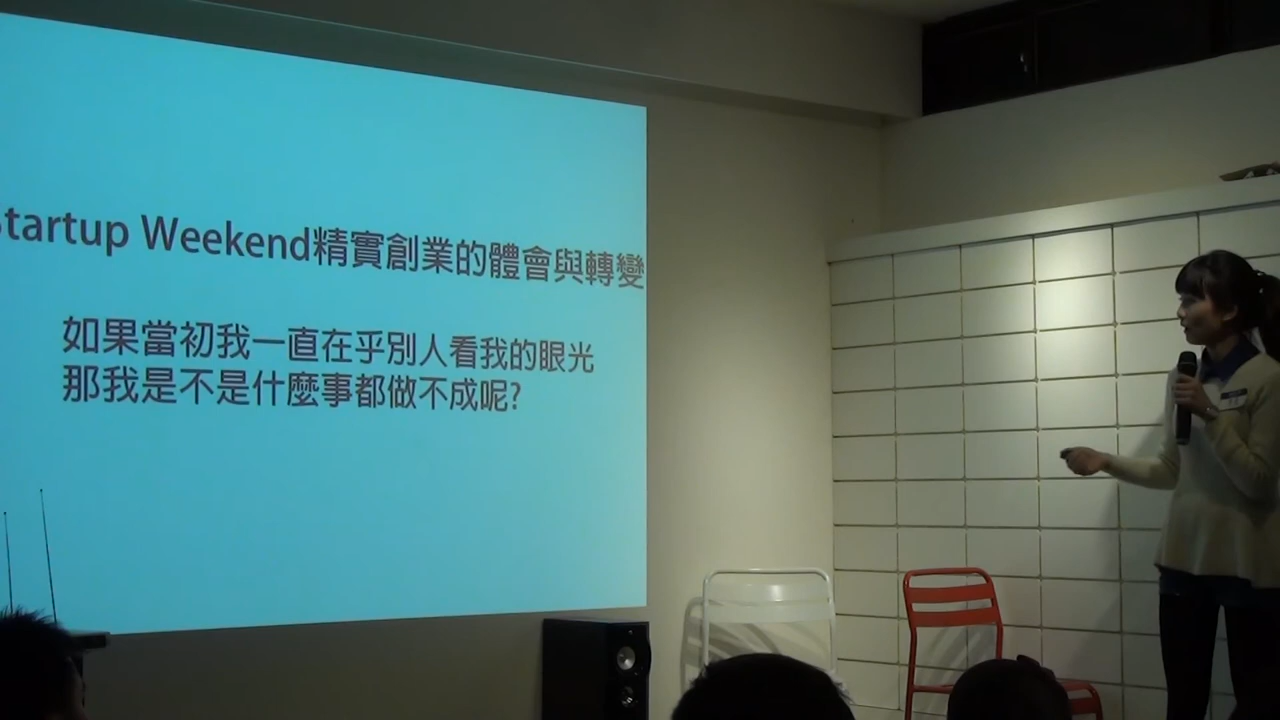 Startup Weekend精實創業的體會與轉變
如果當初我一直在乎別人看我的眼光
那我是不是什麼事都做不成呢?